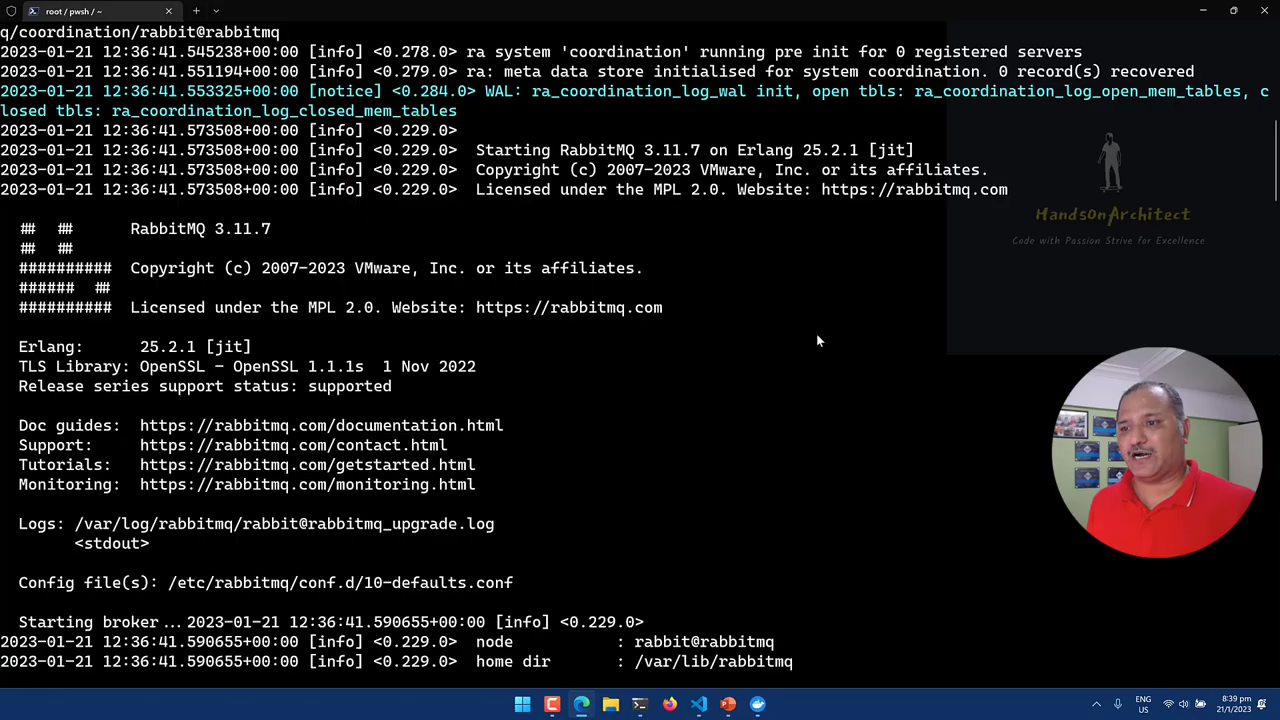 root / pwsh / ~
q/coordination/rabbit@rabbitmq
2023-01-21 12:36:41.545238+00:00 [info] <0.278.0> ra system 'coordination' running pre init for 0 registered servers
2023-01-21 12:36:41.551194+00:00 [info] <0.279.0> ra: meta data store initialised for system coordination. 0 record(s) recovered
2023-01-21 12:36:41.553325+00:00 [notice] <0.284.0> WAL: ra_coordination_log_wal init, open tbls: ra_coordination_log_open_mem_tables, c
losed tbls: ra_coordination_log_closed_mem_tables
2023-01-21 12:36:41.573508+00:00 [info] <0.229.0>
2023-01-21 12:36:41.573508+00:00 [info] <0.229.0>  Starting RabbitMQ 3.11.7 on Erlang 25.2.1 [jit]
2023-01-21 12:36:41.573508+00:00 [info] <0.229.0>  Copyright (c) 2007-2023 VMware, Inc. or its affiliates.
2023-01-21 12:36:41.573508+00:00 [info] <0.229.0>  Licensed under the MPL 2.0. Website: https://rabbitmq.com
HandsOnArchitect
Code with Passion Strive for Excellence
  ##  ##      RabbitMQ 3.11.7
  ##  ##
  ##########  Copyright (c) 2007-2023 VMware, Inc. or its affiliates.
  ######  ##
  ##########  Licensed under the MPL 2.0. Website: https://rabbitmq.com
  Erlang:      25.2.1 [jit]
  TLS Library: OpenSSL - OpenSSL 1.1.1s  1 Nov 2022
  Release series support status: supported
  Doc guides:  https://rabbitmq.com/documentation.html
  Support:     https://rabbitmq.com/contact.html
  Tutorials:   https://rabbitmq.com/getstarted.html
  Monitoring:  https://rabbitmq.com/monitoring.html
  Logs: /var/log/rabbitmq/rabbit@rabbitmq_upgrade.log
        <stdout>
  Config file(s): /etc/rabbitmq/conf.d/10-defaults.conf
  Starting broker...2023-01-21 12:36:41.590655+00:00 [info] <0.229.0>
2023-01-21 12:36:41.590655+00:00 [info] <0.229.0>  node           : rabbit@rabbitmq
2023-01-21 12:36:41.590655+00:00 [info] <0.229.0>  home dir       : /var/lib/rabbitmq
ENG
US
8:39 pm
21/1/2023